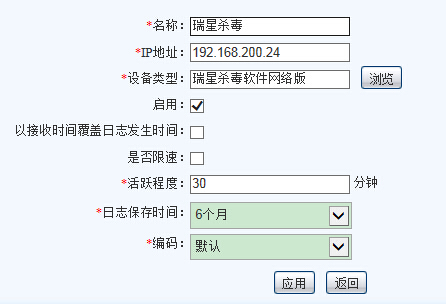 *名称：瑞星杀毒
*IP地址：192.168.200.24
*设备类型：瑞星杀毒软件网络版 浏览
启用：
以接收时间覆盖日志发生时间：
是否限速：
*活跃程度：30 分钟
*日志保存时间：6个月
*编码：默认
应用 返回